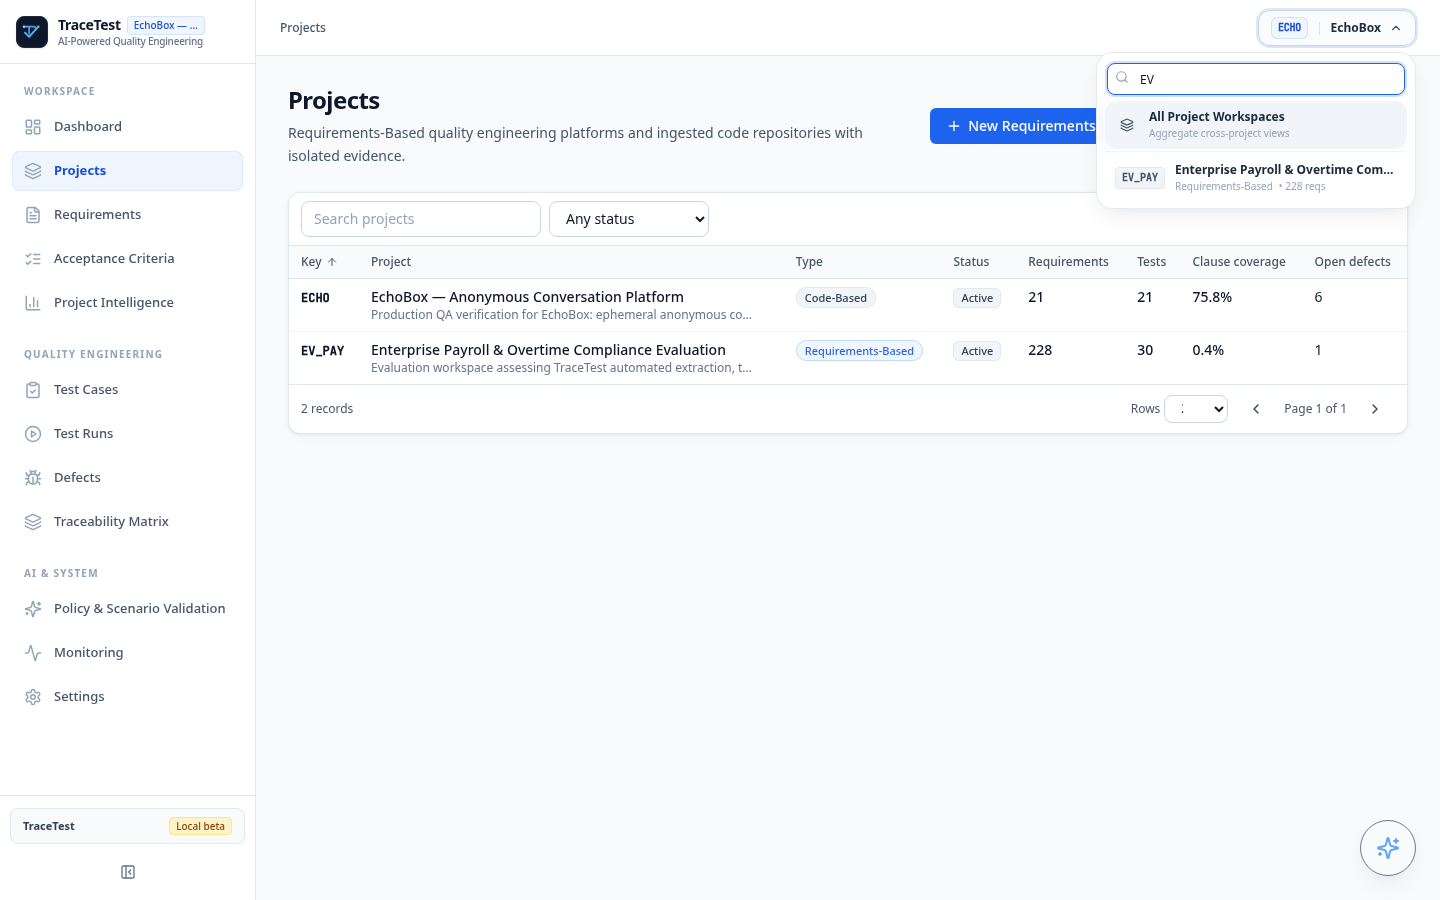 TraceTest
EchoBox — ...
AI-Powered Quality Engineering
WORKSPACE
Dashboard
Projects
Requirements
Acceptance Criteria
Project Intelligence
QUALITY ENGINEERING
Test Cases
Test Runs
Defects
Traceability Matrix
AI & SYSTEM
Policy & Scenario Validation
Monitoring
Settings
TraceTest
Local beta
Projects
ECHO
EchoBox
EV
All Project Workspaces
Aggregate cross-project views
EV_PAY
Enterprise Payroll & Overtime Com...
Requirements-Based • 228 reqs
Projects
Requirements-Based quality engineering platforms and ingested code repositories with
isolated evidence.
New Requirements
Search projects
Any status
Key Project Type Status Requirements Tests Clause coverage Open defects
ECHO EchoBox — Anonymous Conversation Platform Code-Based Active 21 21 75.8% 6
Production QA verification for EchoBox: ephemeral anonymous co...
EV_PAY Enterprise Payroll & Overtime Compliance Evaluation Requirements-Based Active 228 30 0.4% 1
Evaluation workspace assessing TraceTest automated extraction, t...
2 records
Rows
Page 1 of 1